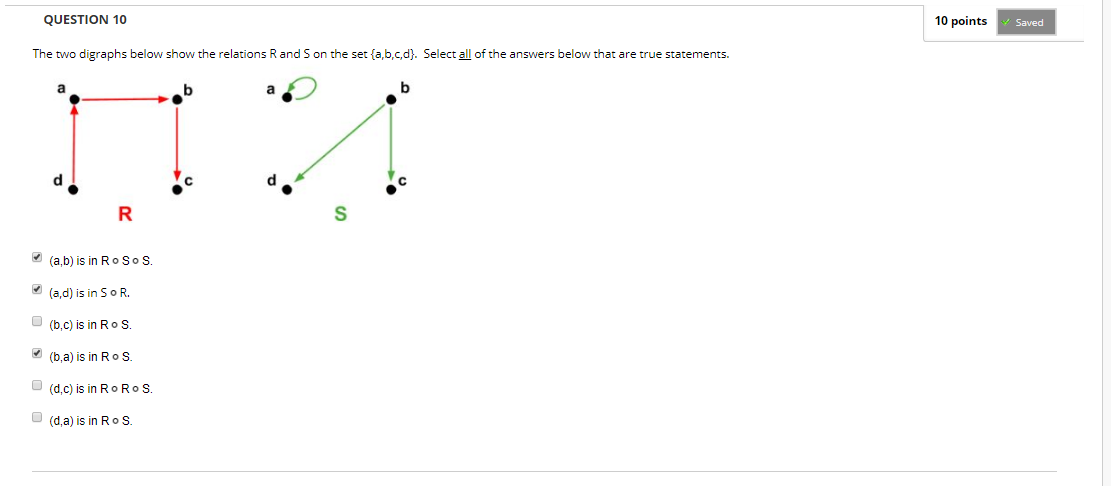 QUESTION 10
10 points
✓ Saved
The two digraphs below show the relations R and S on the set {a,b,c,d}. Select all of the answers below that are true statements.
a b a b
d c d c
R S
(a,b) is in R∘S∘S.
(a,d) is in S∘R.
(b,c) is in R∘S.
(b,a) is in R∘S.
(d,c) is in R∘R∘S.
(d,a) is in R∘S.